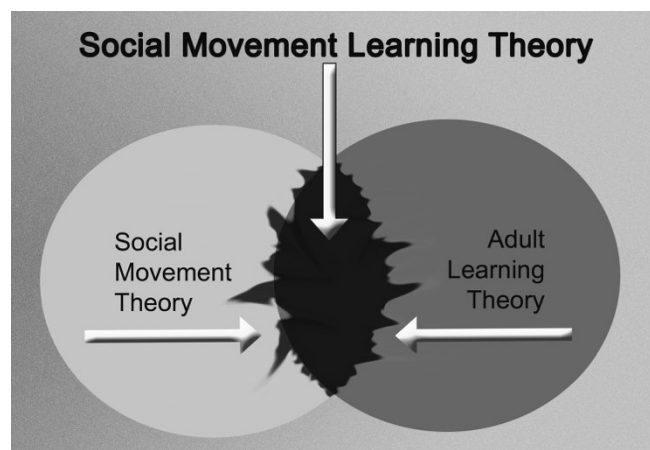 Social Movement Learning Theory
Social
Movement
Theory
Adult
Learning
Theory